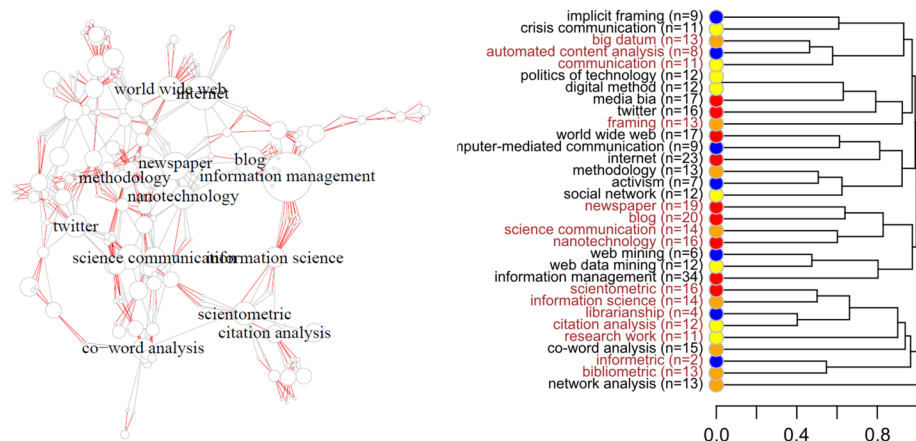 world wide web
internet
newspaper
blog
methodology
information management
nanotechnology
twitter
science communication
information science
scientometric
citation analysis
co-word analysis
implicit framing (n=9)
crisis communication (n=11)
big datum (n=13)
automated content analysis (n=8)
communication (n=11)
politics of technology (n=12)
digital method (n=12)
media bia (n=17)
twitter (n=16)
framing (n=13)
world wide web (n=17)
nputer-mediated communication (n=9)
internet (n=23)
methodology (n=13)
activism (n=7)
social network (n=12)
newspaper (n=19)
blog (n=20)
science communication (n=14)
nanotechnology (n=16)
web mining (n=6)
web data mining (n=12)
information management (n=34)
scientometric (n=16)
information science (n=14)
librarianship (n=4)
citation analysis (n=12)
research work (n=11)
co-word analysis (n=15)
informetric (n=2)
bibliometric (n=13)
network analysis (n=13)
0.0 0.4 0.8